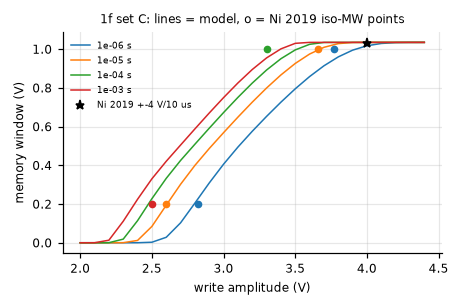 1f set C: lines = model, o = Ni 2019 iso-MW points
memory window (V)
1.0
0.8
0.6
0.4
0.2
0.0
1e-06 s
1e-05 s
1e-04 s
1e-03 s
Ni 2019 +-4 V/10 us
2.0 2.5 3.0 3.5 4.0 4.5
write amplitude (V)